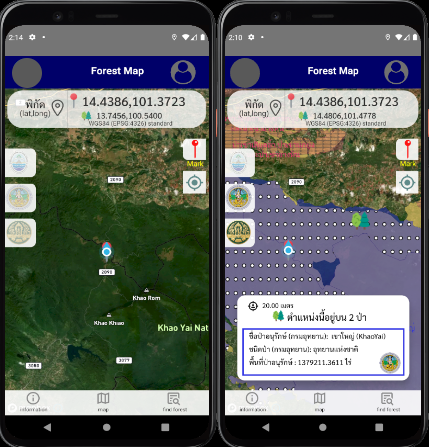 2:14
Forest Map
พิกัด
(lat,long)
14.4386,101.3723
13.7456,100.5400
WGS84 (EPSG:4326) standard
Mark
2090
2090
Khao Rom
Khao Khiao
Khao Yai Nat
3077
information
map
find forest
2:10
Forest Map
พิกัด
(lat,long)
14.4386,101.3723
14.4806,101.4778
WGS84 (EPSG:4326) standard
Mark
2090
20.00 เมตร
ตำแหน่งนี้อยู่บน 2 ป่า
ชื่อป่าอนุรักษ์ (กรมอุทยาน): เขาใหญ่ (KhaoYai)
ชนิดป่า (กรมอุทยาน): อุทยานแห่งชาติ
พื้นที่ป่าอนุรักษ์ : 1379211.3611 ไร่
information
map
find forest